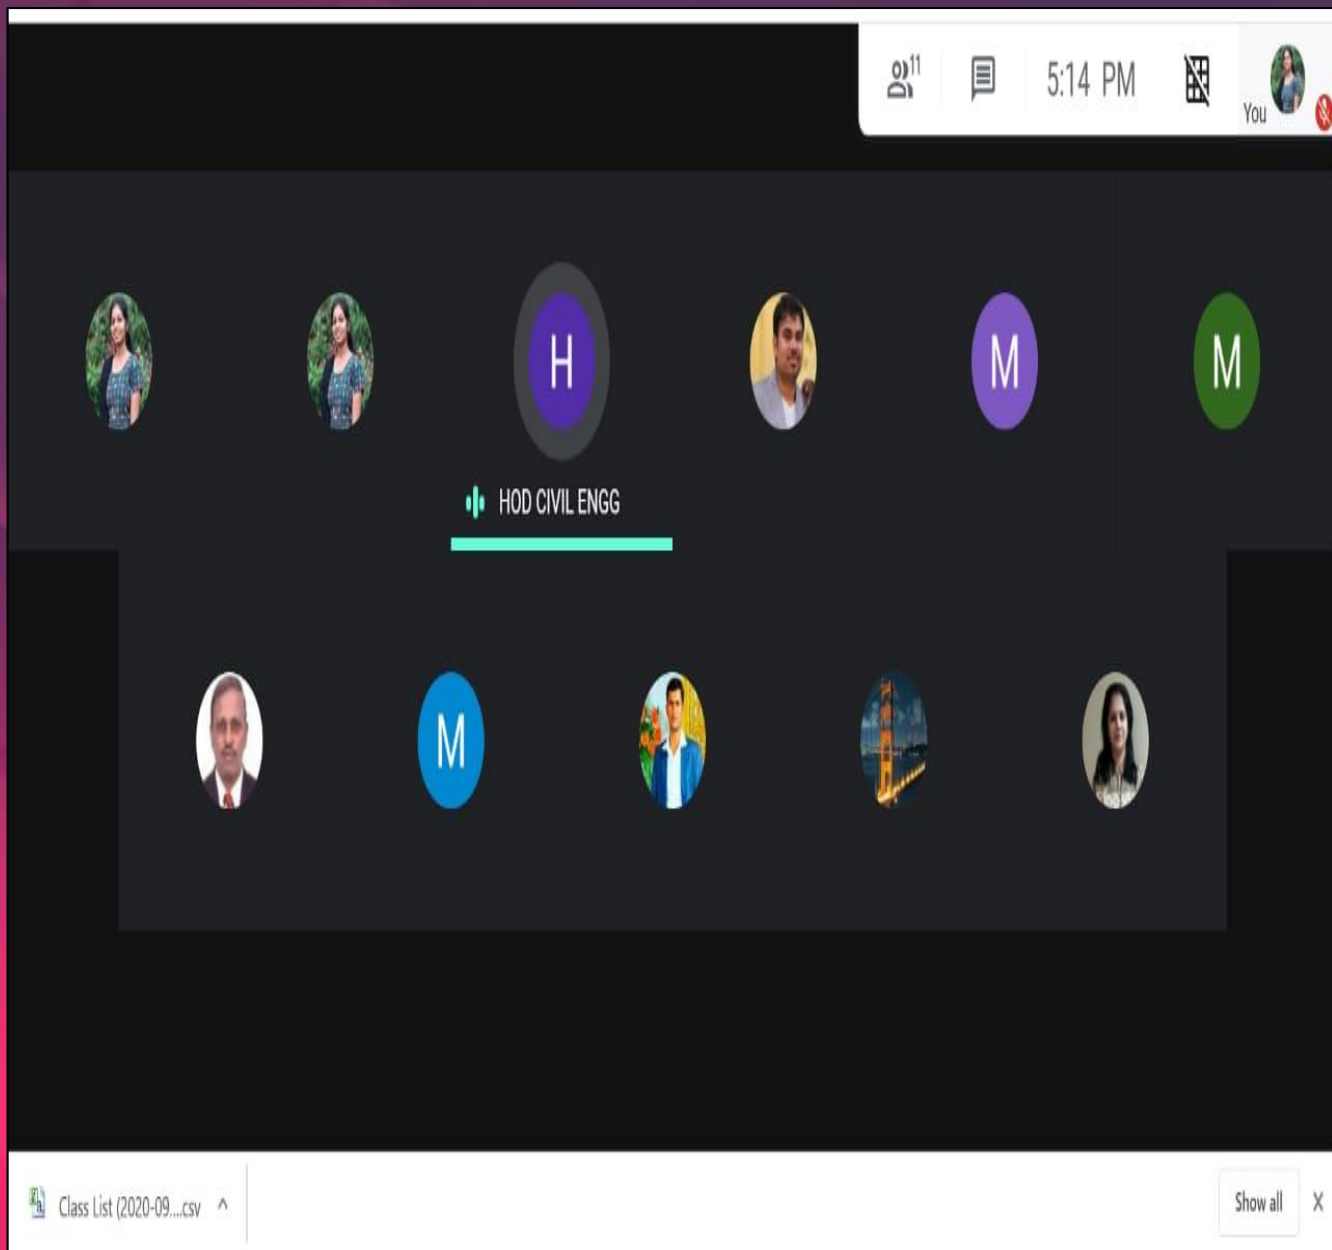 11 5:14 PM
You
H M M
HOD CIVIL ENGG
M
Class List (2020-09....csv Show all X